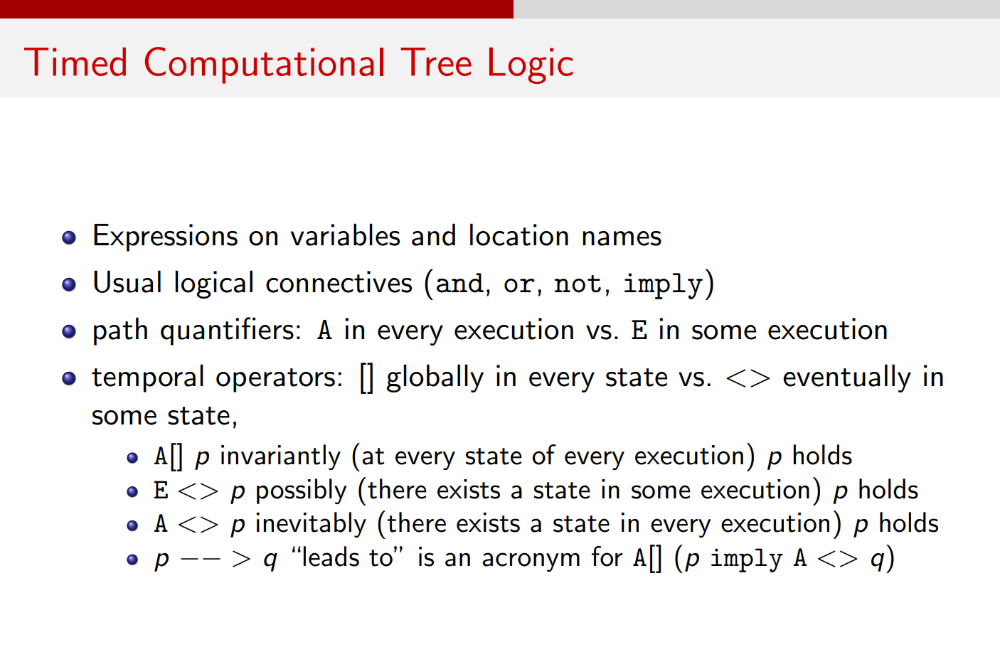 Timed Computational Tree Logic
Expressions on variables and location names
Usual logical connectives (and, or, not, imply)
path quantifiers: A in every execution vs. E in some execution
temporal operators: [] globally in every state vs. <> eventually in
some state,
A[] p invariantly (at every state of every execution) p holds
E <> p possibly (there exists a state in some execution) p holds
A <> p inevitably (there exists a state in every execution) p holds
p −− > q “leads to” is an acronym for A[] (p imply A <> q)